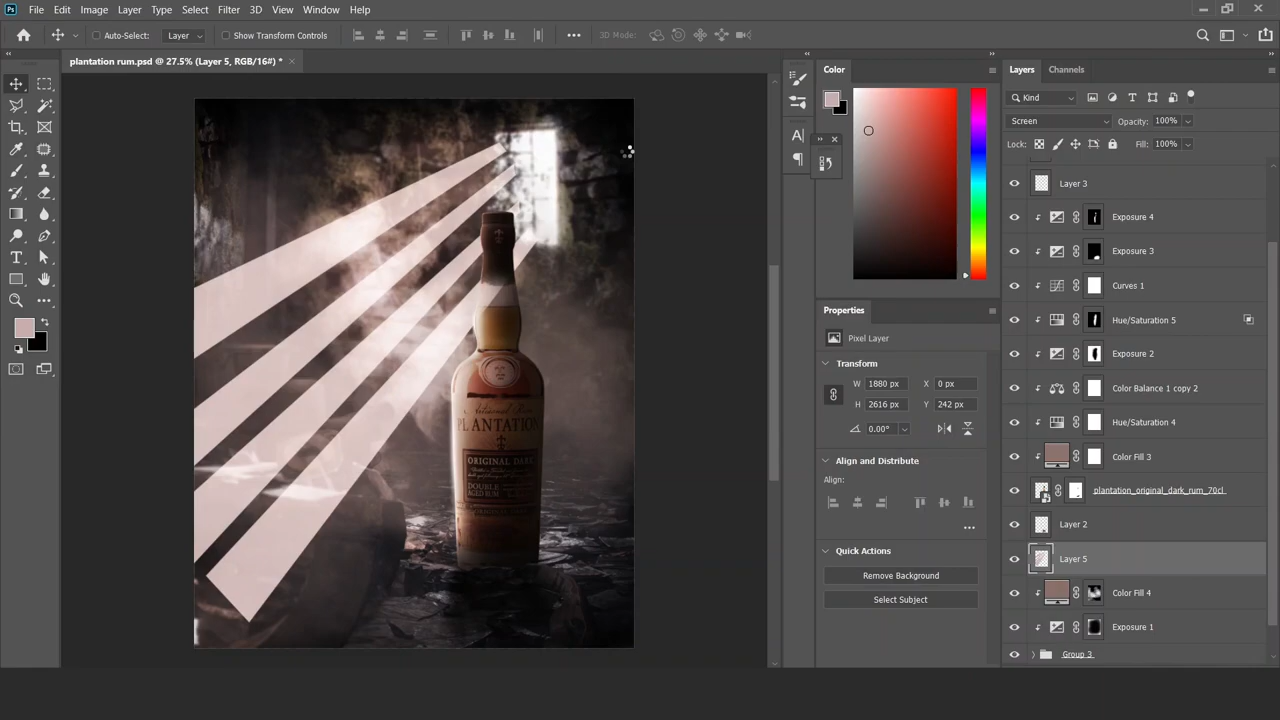 Ps File Edit Image Layer Type Select Filter 3D View Window Help
Auto-Select: Layer Show Transform Controls 3D Mode:
plantation rum.psd @ 27.5% (Layer 5, RGB/16#) *
Color
Properties
Pixel Layer
Transform
W 1880 px X 0 px
H 2616 px Y 242 px
0.00°
Align and Distribute
Align:
Quick Actions
Remove Background
Select Subject
Layers Channels
Kind
Screen Opacity: 100%
Lock: Fill: 100%
Layer 3
Exposure 4
Exposure 3
Curves 1
Hue/Saturation 5
Exposure 2
Color Balance 1 copy 2
Hue/Saturation 4
Color Fill 3
plantation_original_dark_rum_70cl
Layer 2
Layer 5
Color Fill 4
Exposure 1
Group 3
Artisanal Rum
PLANTATION
ORIGINAL DARK
DOUBLE
AGED RUM